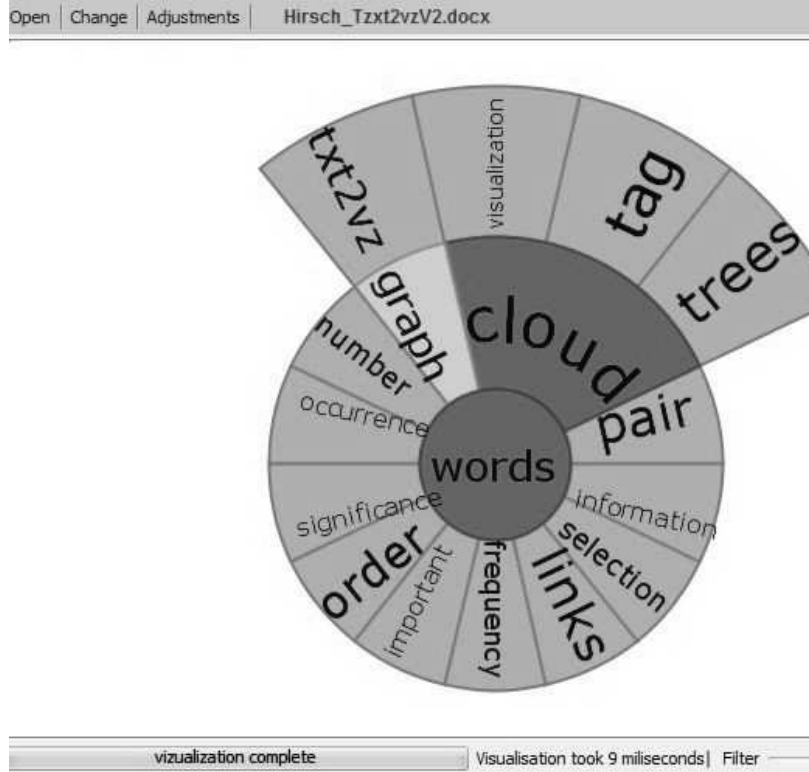 Open Change Adjustments Hirsch_Tzxt2vzV2.docx
txt2vz
visualization
tag
trees
graph
cloud
number
pair
occurrence
words
significance
information
order
selection
important
frequency
links
vizualization complete Visualisation took 9 miliseconds| Filter